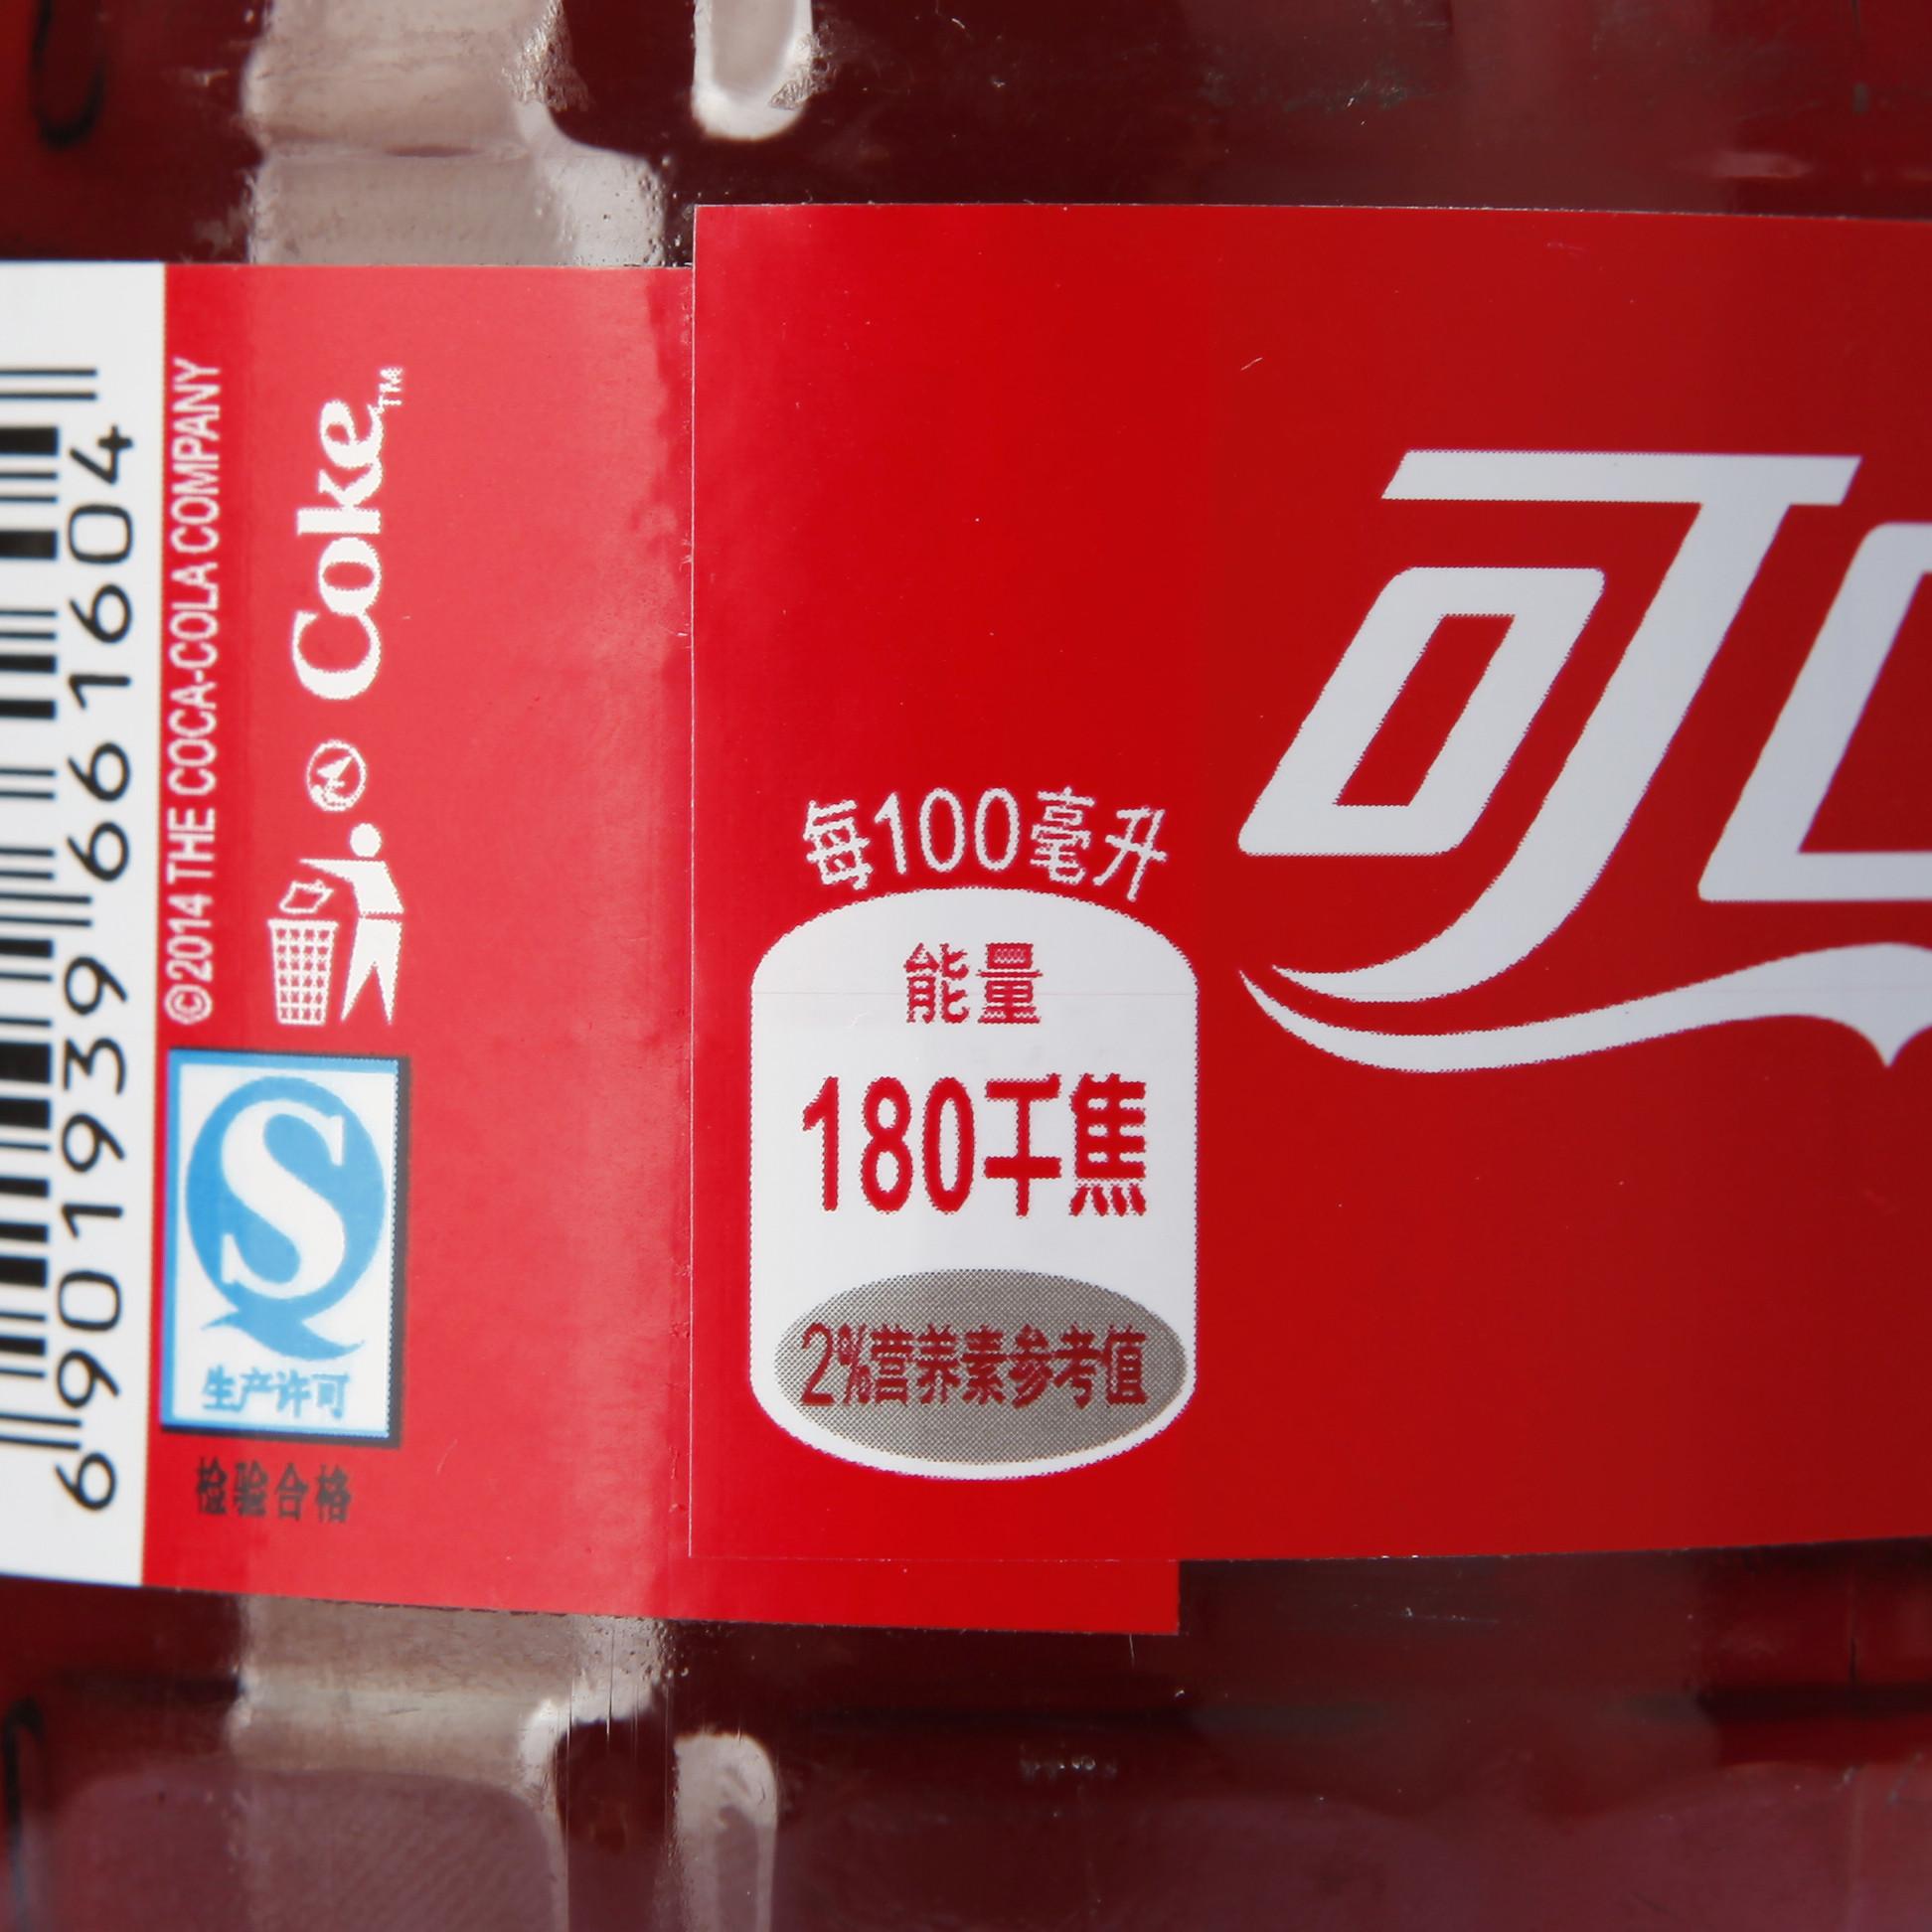 6901939661604
©2014 THE COCA-COLA COMPANY
Coke™
生产许可
检验合格
每100毫升
能量
180千焦
2%营养素参考值
可